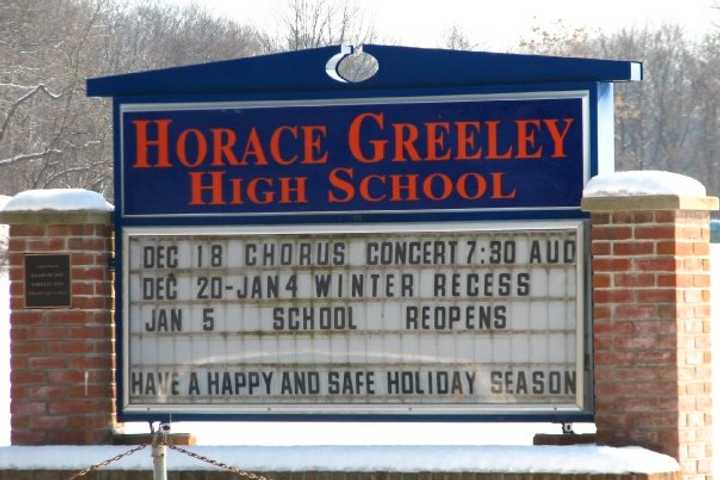 HORACE GREELEY
HIGH SCHOOL
DEC 18 CHORUS CONCERT 7:30 AUD
DEC 20-JAN 4 WINTER RECESS
JAN 5 SCHOOL REOPENS
HAVE A HAPPY AND SAFE HOLIDAY SEASON